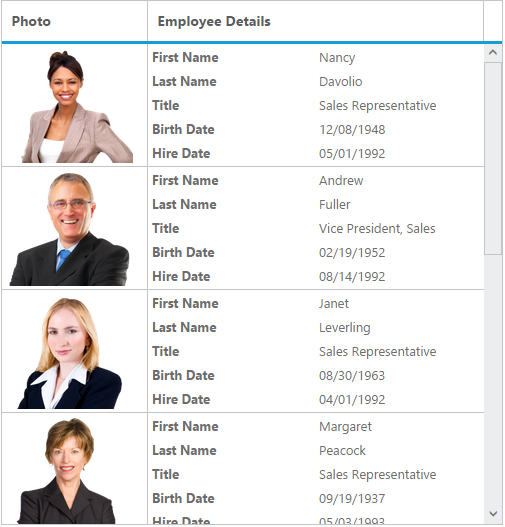 Photo Employee Details
First Name Nancy
Last Name Davolio
Title Sales Representative
Birth Date 12/08/1948
Hire Date 05/01/1992
First Name Andrew
Last Name Fuller
Title Vice President, Sales
Birth Date 02/19/1952
Hire Date 08/14/1992
First Name Janet
Last Name Leverling
Title Sales Representative
Birth Date 08/30/1963
Hire Date 04/01/1992
First Name Margaret
Last Name Peacock
Title Sales Representative
Birth Date 09/19/1937
Hire Date 05/03/1993